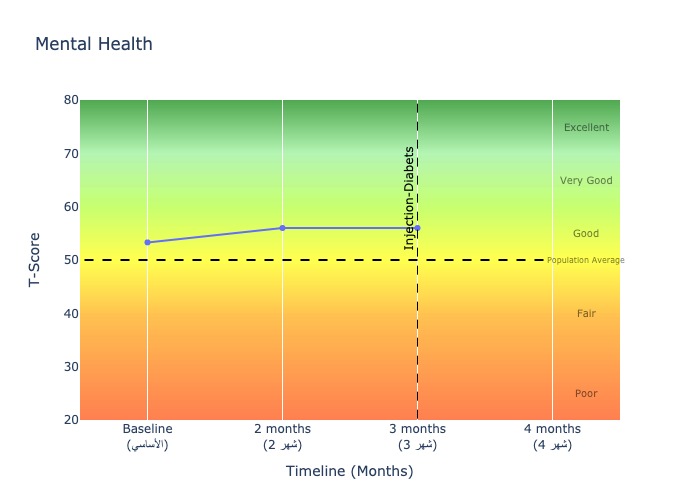 Mental Health
T-Score
80
70
60
50
40
30
20
Excellent
Very Good
Good
Population Average
Fair
Poor
Injection-Diabets
Baseline
(الأساسي)
2 months
(شهر 2)
3 months
(شهر 3)
4 months
(شهر 4)
Timeline (Months)